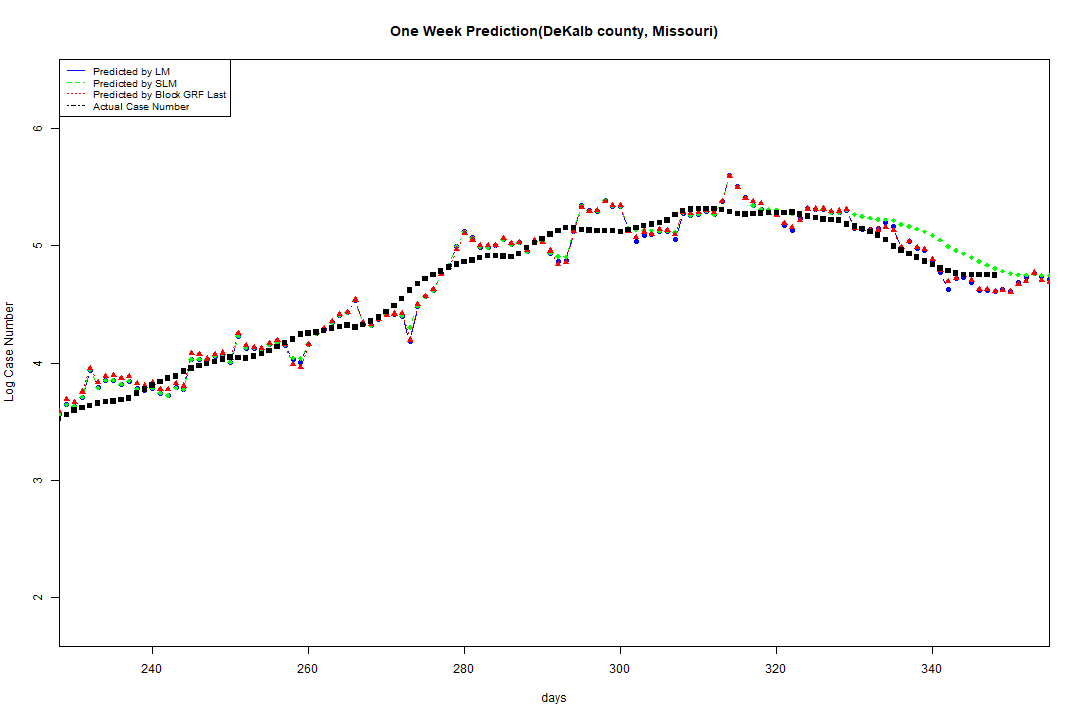 One Week Prediction(DeKalb county, Missouri)
Predicted by LM
Predicted by SLM
Predicted by Block GRF Last
Actual Case Number
6
5
4
3
2
Log Case Number
240 260 280 300 320 340
days